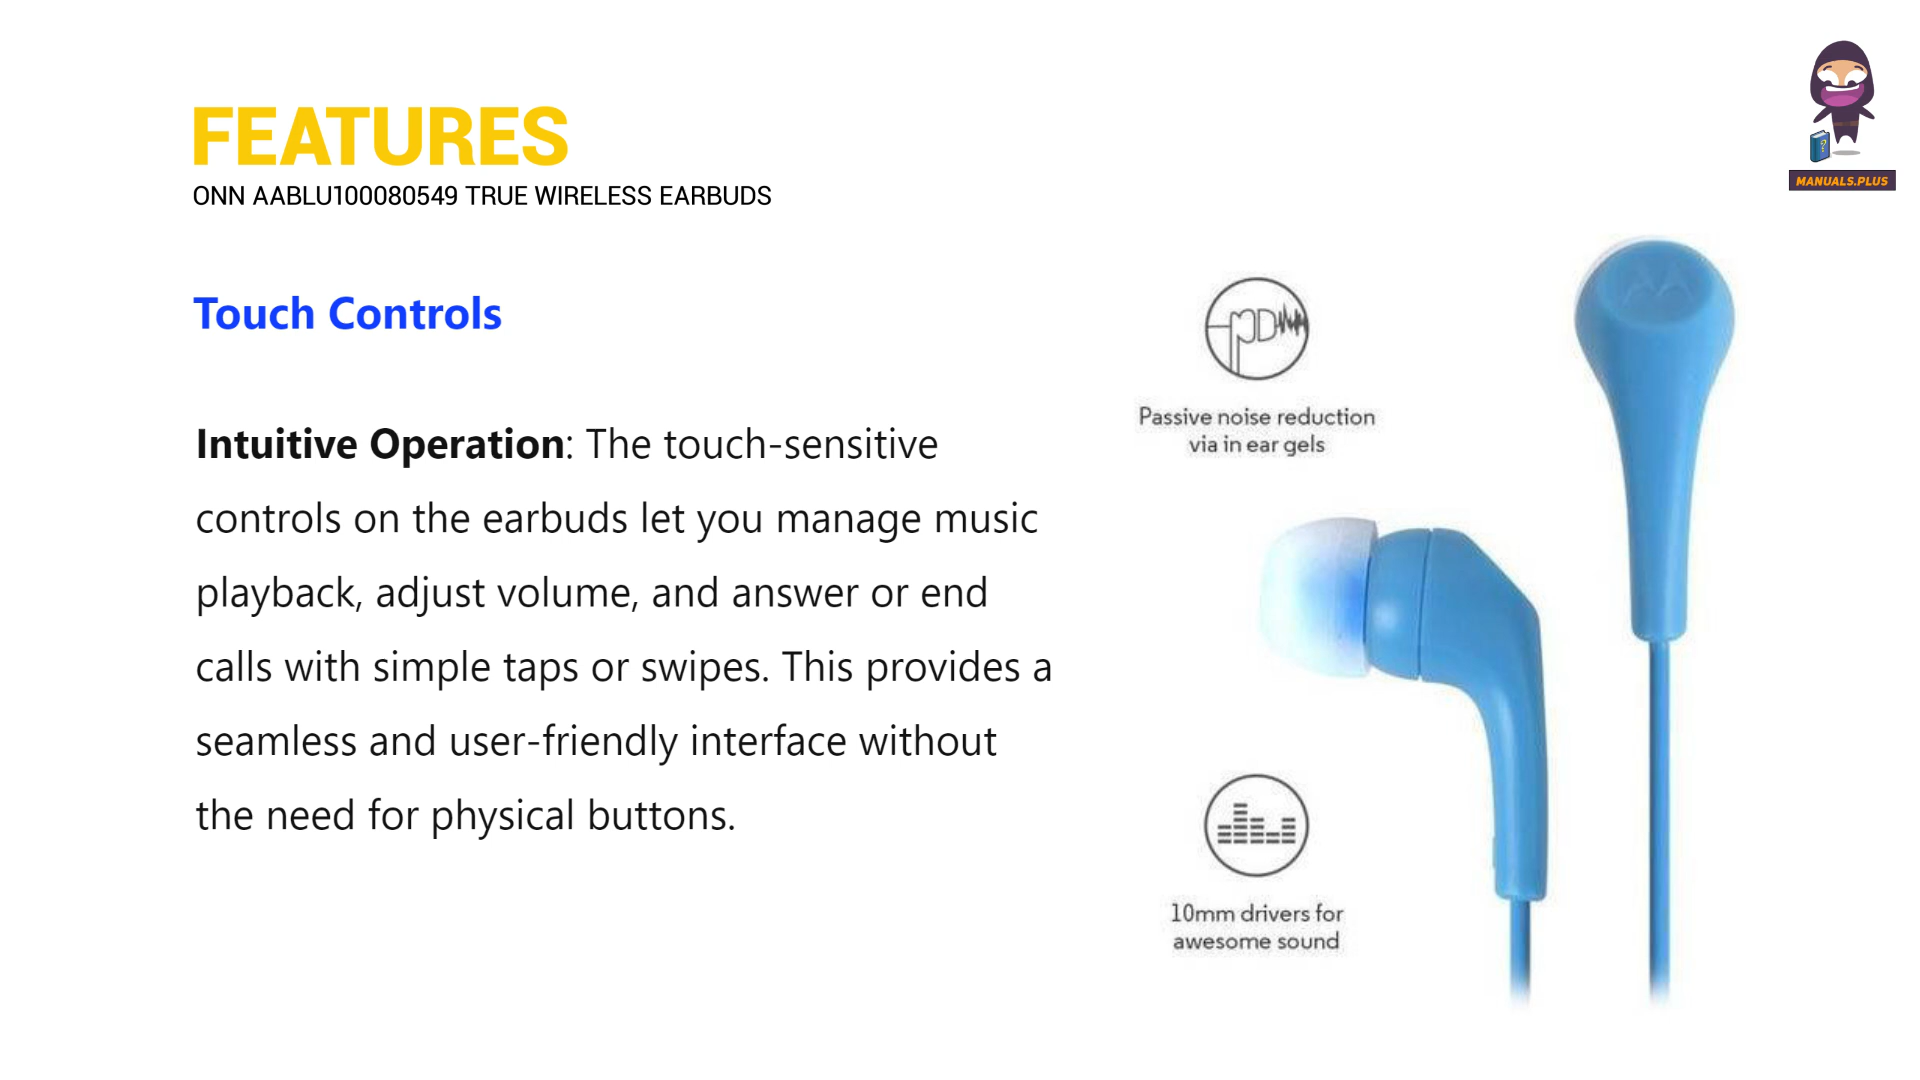 FEATURES
ONN AABLU100080549 TRUE WIRELESS EARBUDS
Touch Controls
Intuitive Operation: The touch-sensitive
controls on the earbuds let you manage music
playback, adjust volume, and answer or end
calls with simple taps or swipes. This provides a
seamless and user-friendly interface without
the need for physical buttons.
MANUALS.PLUS
Passive noise reduction
via in ear gels
10mm drivers for
awesome sound